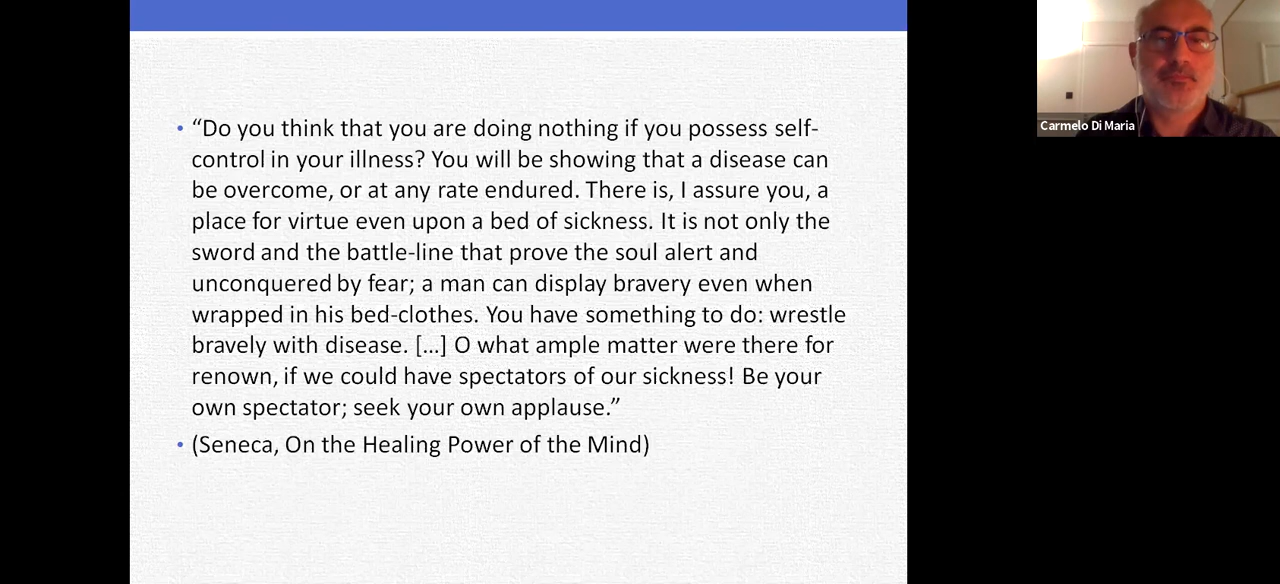 • “Do you think that you are doing nothing if you possess self-
control in your illness? You will be showing that a disease can
be overcome, or at any rate endured. There is, I assure you, a
place for virtue even upon a bed of sickness. It is not only the
sword and the battle-line that prove the soul alert and
unconquered by fear; a man can display bravery even when
wrapped in his bed-clothes. You have something to do: wrestle
bravely with disease. […] O what ample matter were there for
renown, if we could have spectators of our sickness! Be your
own spectator; seek your own applause.”
• (Seneca, On the Healing Power of the Mind)
Carmelo Di Maria